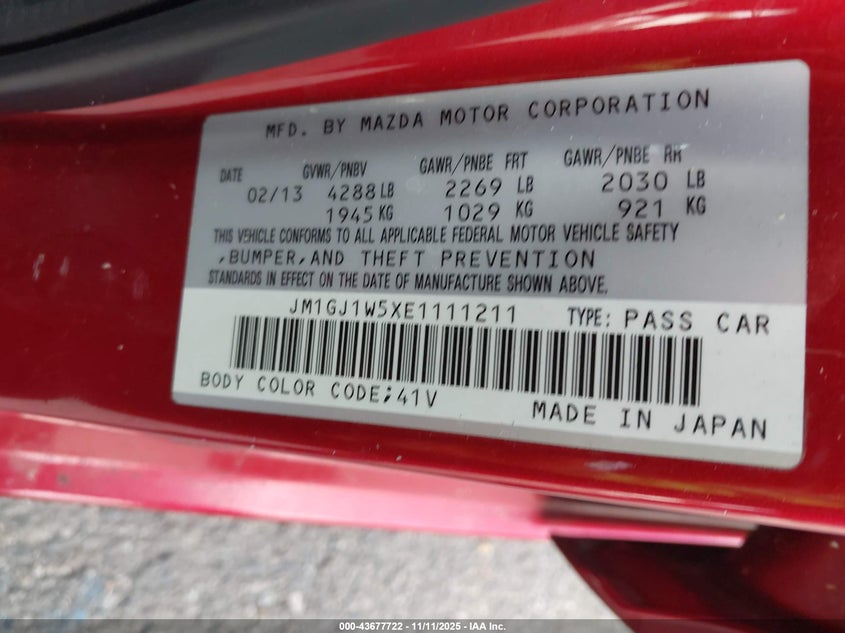 MFD. BY MAZDA MOTOR CORPORATION
DATE GVWR/PNBV GAWR/PNBE FRT GAWR/PNBE RR
02/13 4288 LB 2269 LB 2030 LB
1945 KG 1029 KG 921 KG
THIS VEHICLE CONFORMS TO ALL APPLICABLE FEDERAL MOTOR VEHICLE SAFETY
,BUMPER,AND THEFT PREVENTION
STANDARDS IN EFFECT ON THE DATE OF MANUFACTURE SHOWN ABOVE.
JM1GJ1W5XE1111211 TYPE: PASS CAR
BODY COLOR CODE;41V
MADE IN JAPAN
000-43677722 - 11/11/2025 - IAA Inc.